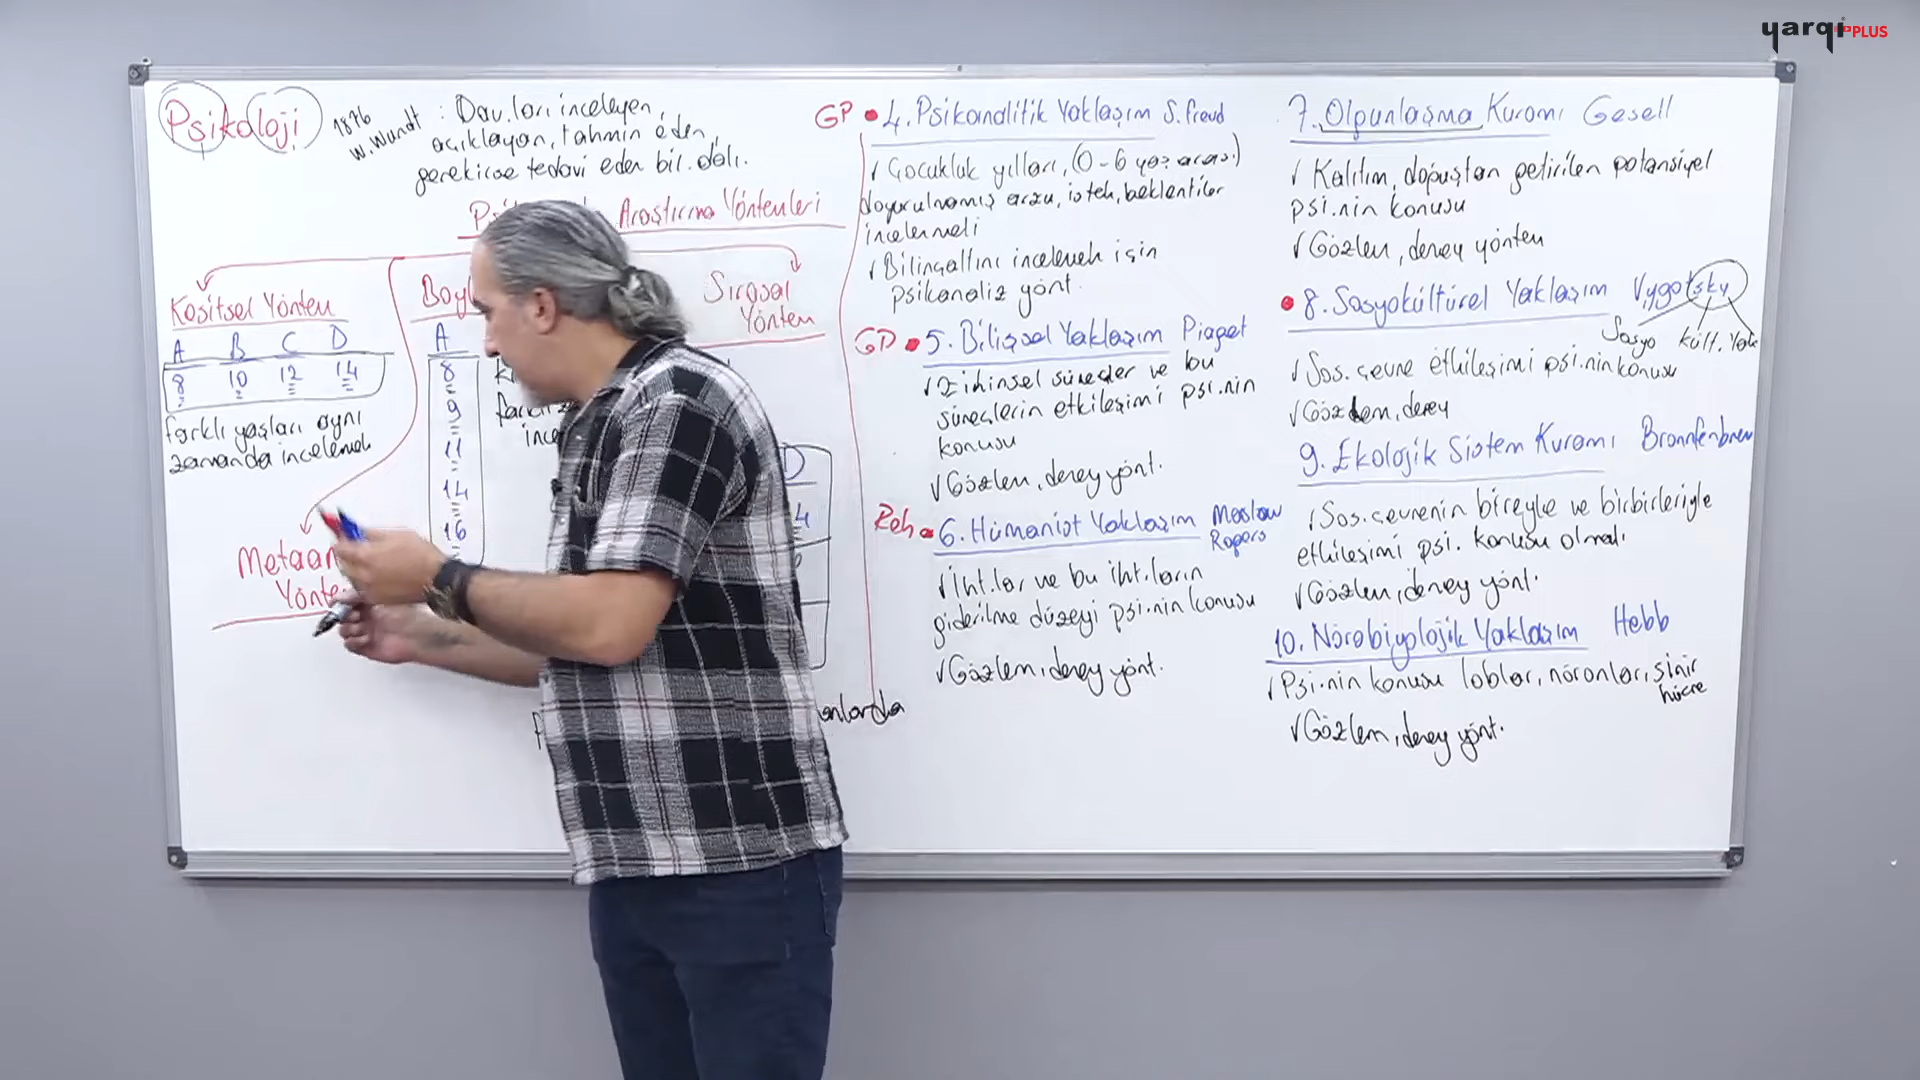 yarqı PLUS
Psikoloji
1876
W. Wundt
: Dav.ları inceleyen,
açıklayan, tahmin eden,
gerekirse tedavi eden bil. dalı.
Araştırma Yöntemleri
Kesitsel Yöntem
A B C D
8 10 12 14
farklı yaşları aynı
zamanda incelemek
A
8
9
11
14
16
Sırasal
Yöntem
D
Metaan
Yönte
GP • 4. Psikanalitik Yaklaşım S. Freud
√ Çocukluk yılları, (0-6 yaş arası)
doyurulmamış arzu, istek, beklentiler
incelenmeli
√ Bilinçaltını incelemek için
psikanaliz yönt.
GP • 5. Bilişsel Yaklaşım Piaget
√ Zihinsel süreçler ve bu
süreçlerin etkileşimi psi.nin
konusu
√ Gözlem, deney yönt.
Reh • 6. Hümanist Yaklaşım Maslow
Rogers
√ İht.lar ve bu iht.ların
giderilme düzeyi psi.nin konusu
√ Gözlem, deney yönt.
7. Olgunlaşma Kuramı Gesell
√ Kalıtım, doğuştan getirilen potansiyel
psi.nin konusu
√ Gözlem, deney yöntem
• 8. Sosyokültürel Yaklaşım Vygotsky
Sosyo kült. Yak
√ Sos. çevre etkileşimi psi.nin konusu
√ Gözlem, deney
9. Ekolojik Sistem Kuramı Bronnfenbren
√ Sos. çevrenin bireyle ve birbirleriyle
etkileşimi psi. konusu olmalı
√ Gözlem, deney yönt.
10. Nörobiyolojik Yaklaşım Hebb
√ Psi.nin konusu loblar, nöronlar, sinir
hücre
√ Gözlem, deney yönt.